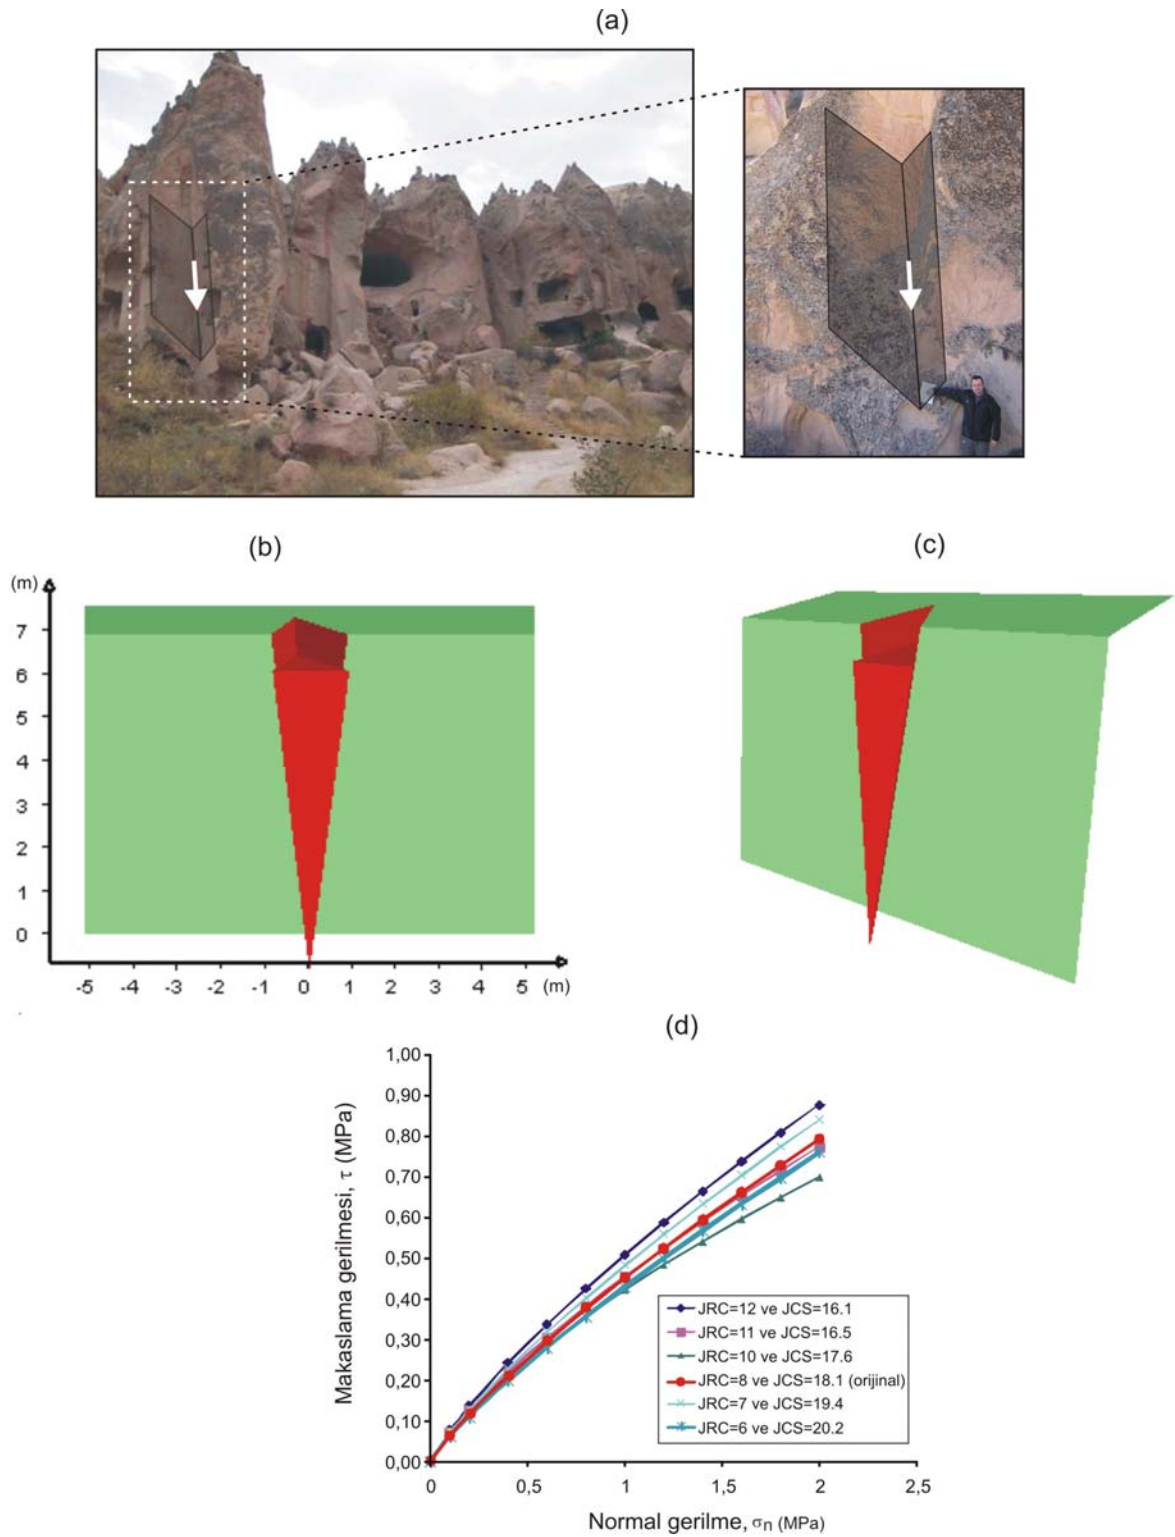 (a)
(b)
(c)
(m)
7
6
5
4
3
2
1
0
-5 -4 -3 -2 -1 0 1 2 3 4 5 (m)
(d)
Makaslama gerilmesi, τ (MPa)
1,00
0,90
0,80
0,70
0,60
0,50
0,40
0,30
0,20
0,10
0,00
JRC=12 ve JCS=16.1
JRC=11 ve JCS=16.5
JRC=10 ve JCS=17.6
JRC=8 ve JCS=18.1 (orijinal)
JRC=7 ve JCS=19.4
JRC=6 ve JCS=20.2
0 0,5 1 1,5 2 2,5
Normal gerilme, σn (MPa)